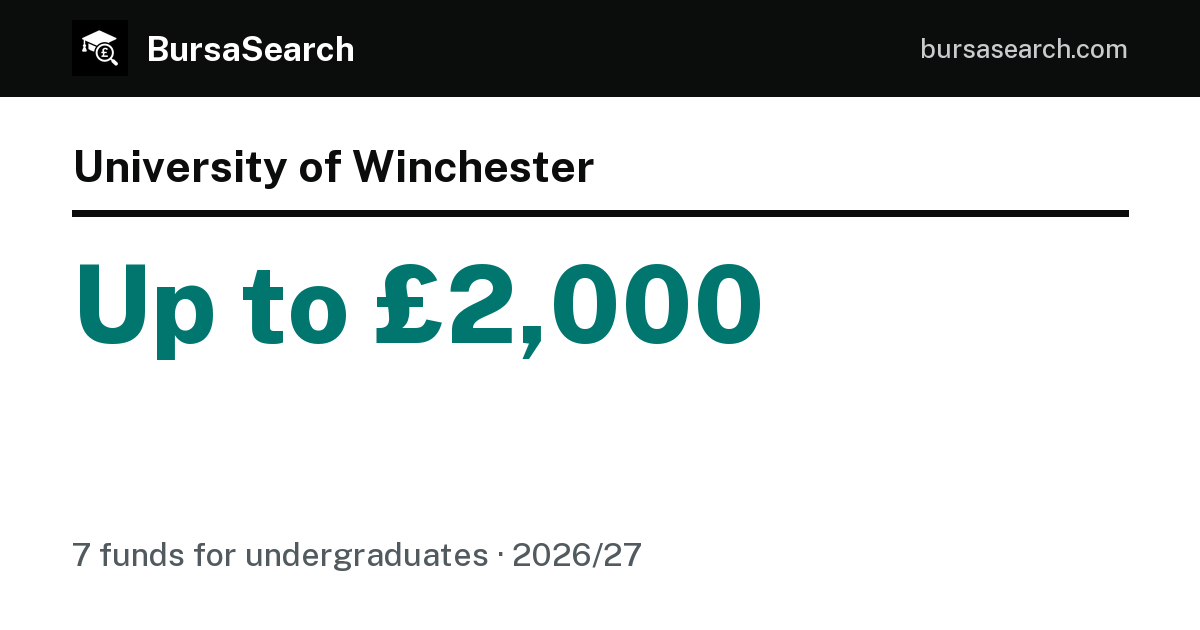 £
BursaSearch
bursasearch.com
University of Winchester
Up to £2,000
7 funds for undergraduates · 2026/27